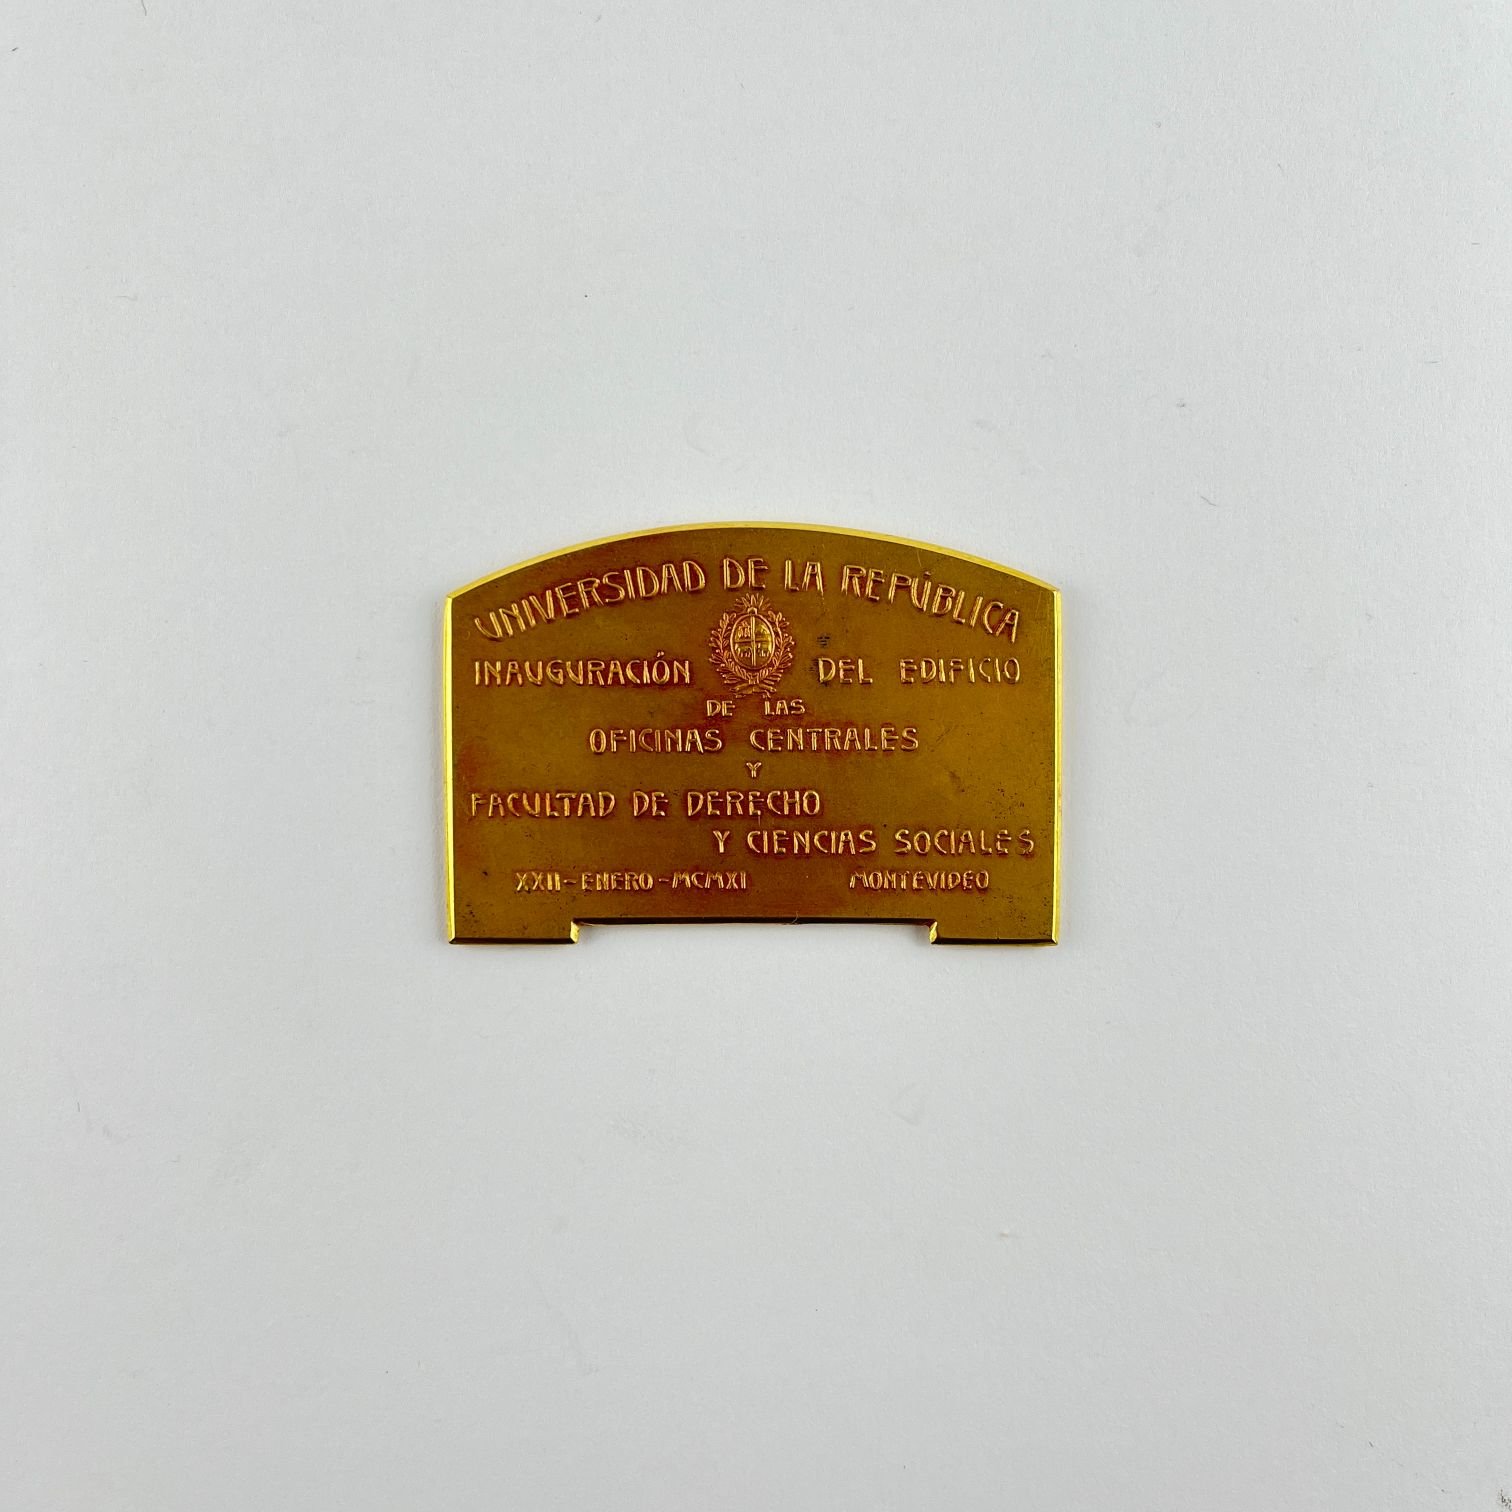 UNIVERSIDAD DE LA REPÚBLICA
INAUGURACIÓN DEL EDIFICIO
DE LAS
OFICINAS CENTRALES
Y
FACULTAD DE DERECHO
Y CIENCIAS SOCIALES
XXII-ENERO-MCMXI MONTEVIDEO